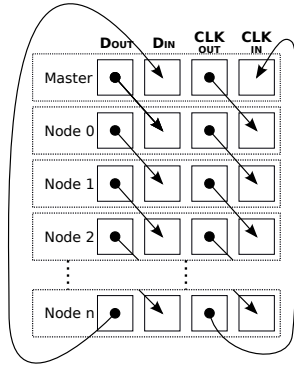 DOUT DIN CLK OUT CLK IN
Master
Node 0
Node 1
Node 2
Node n